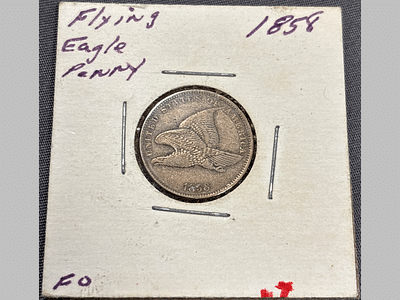 Flying 1858
Eagle
Penny
UNITED STATES OF AMERICA
1858
FO